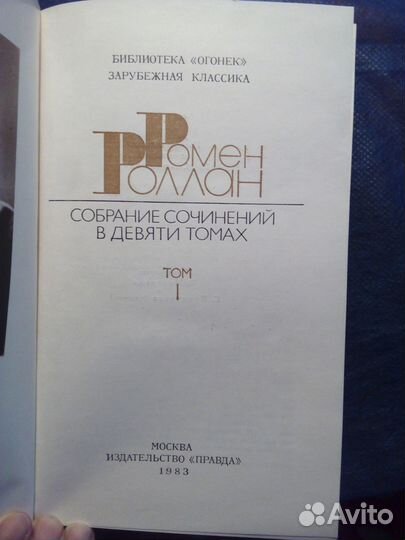 БИБЛИОТЕКА «ОГОНЕК»
ЗАРУБЕЖНАЯ КЛАССИКА
РОМЕН
РОЛЛАН
СОБРАНИЕ СОЧИНЕНИЙ
В ДЕВЯТИ ТОМАХ
ТОМ
I
МОСКВА
ИЗДАТЕЛЬСТВО «ПРАВДА»
1983
Avito